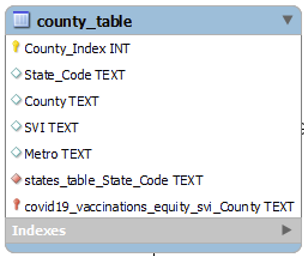 county_table
County_Index INT
State_Code TEXT
County TEXT
SVI TEXT
Metro TEXT
states_table_State_Code TEXT
covid19_vaccinations_equity_svi_County TEXT
Indexes